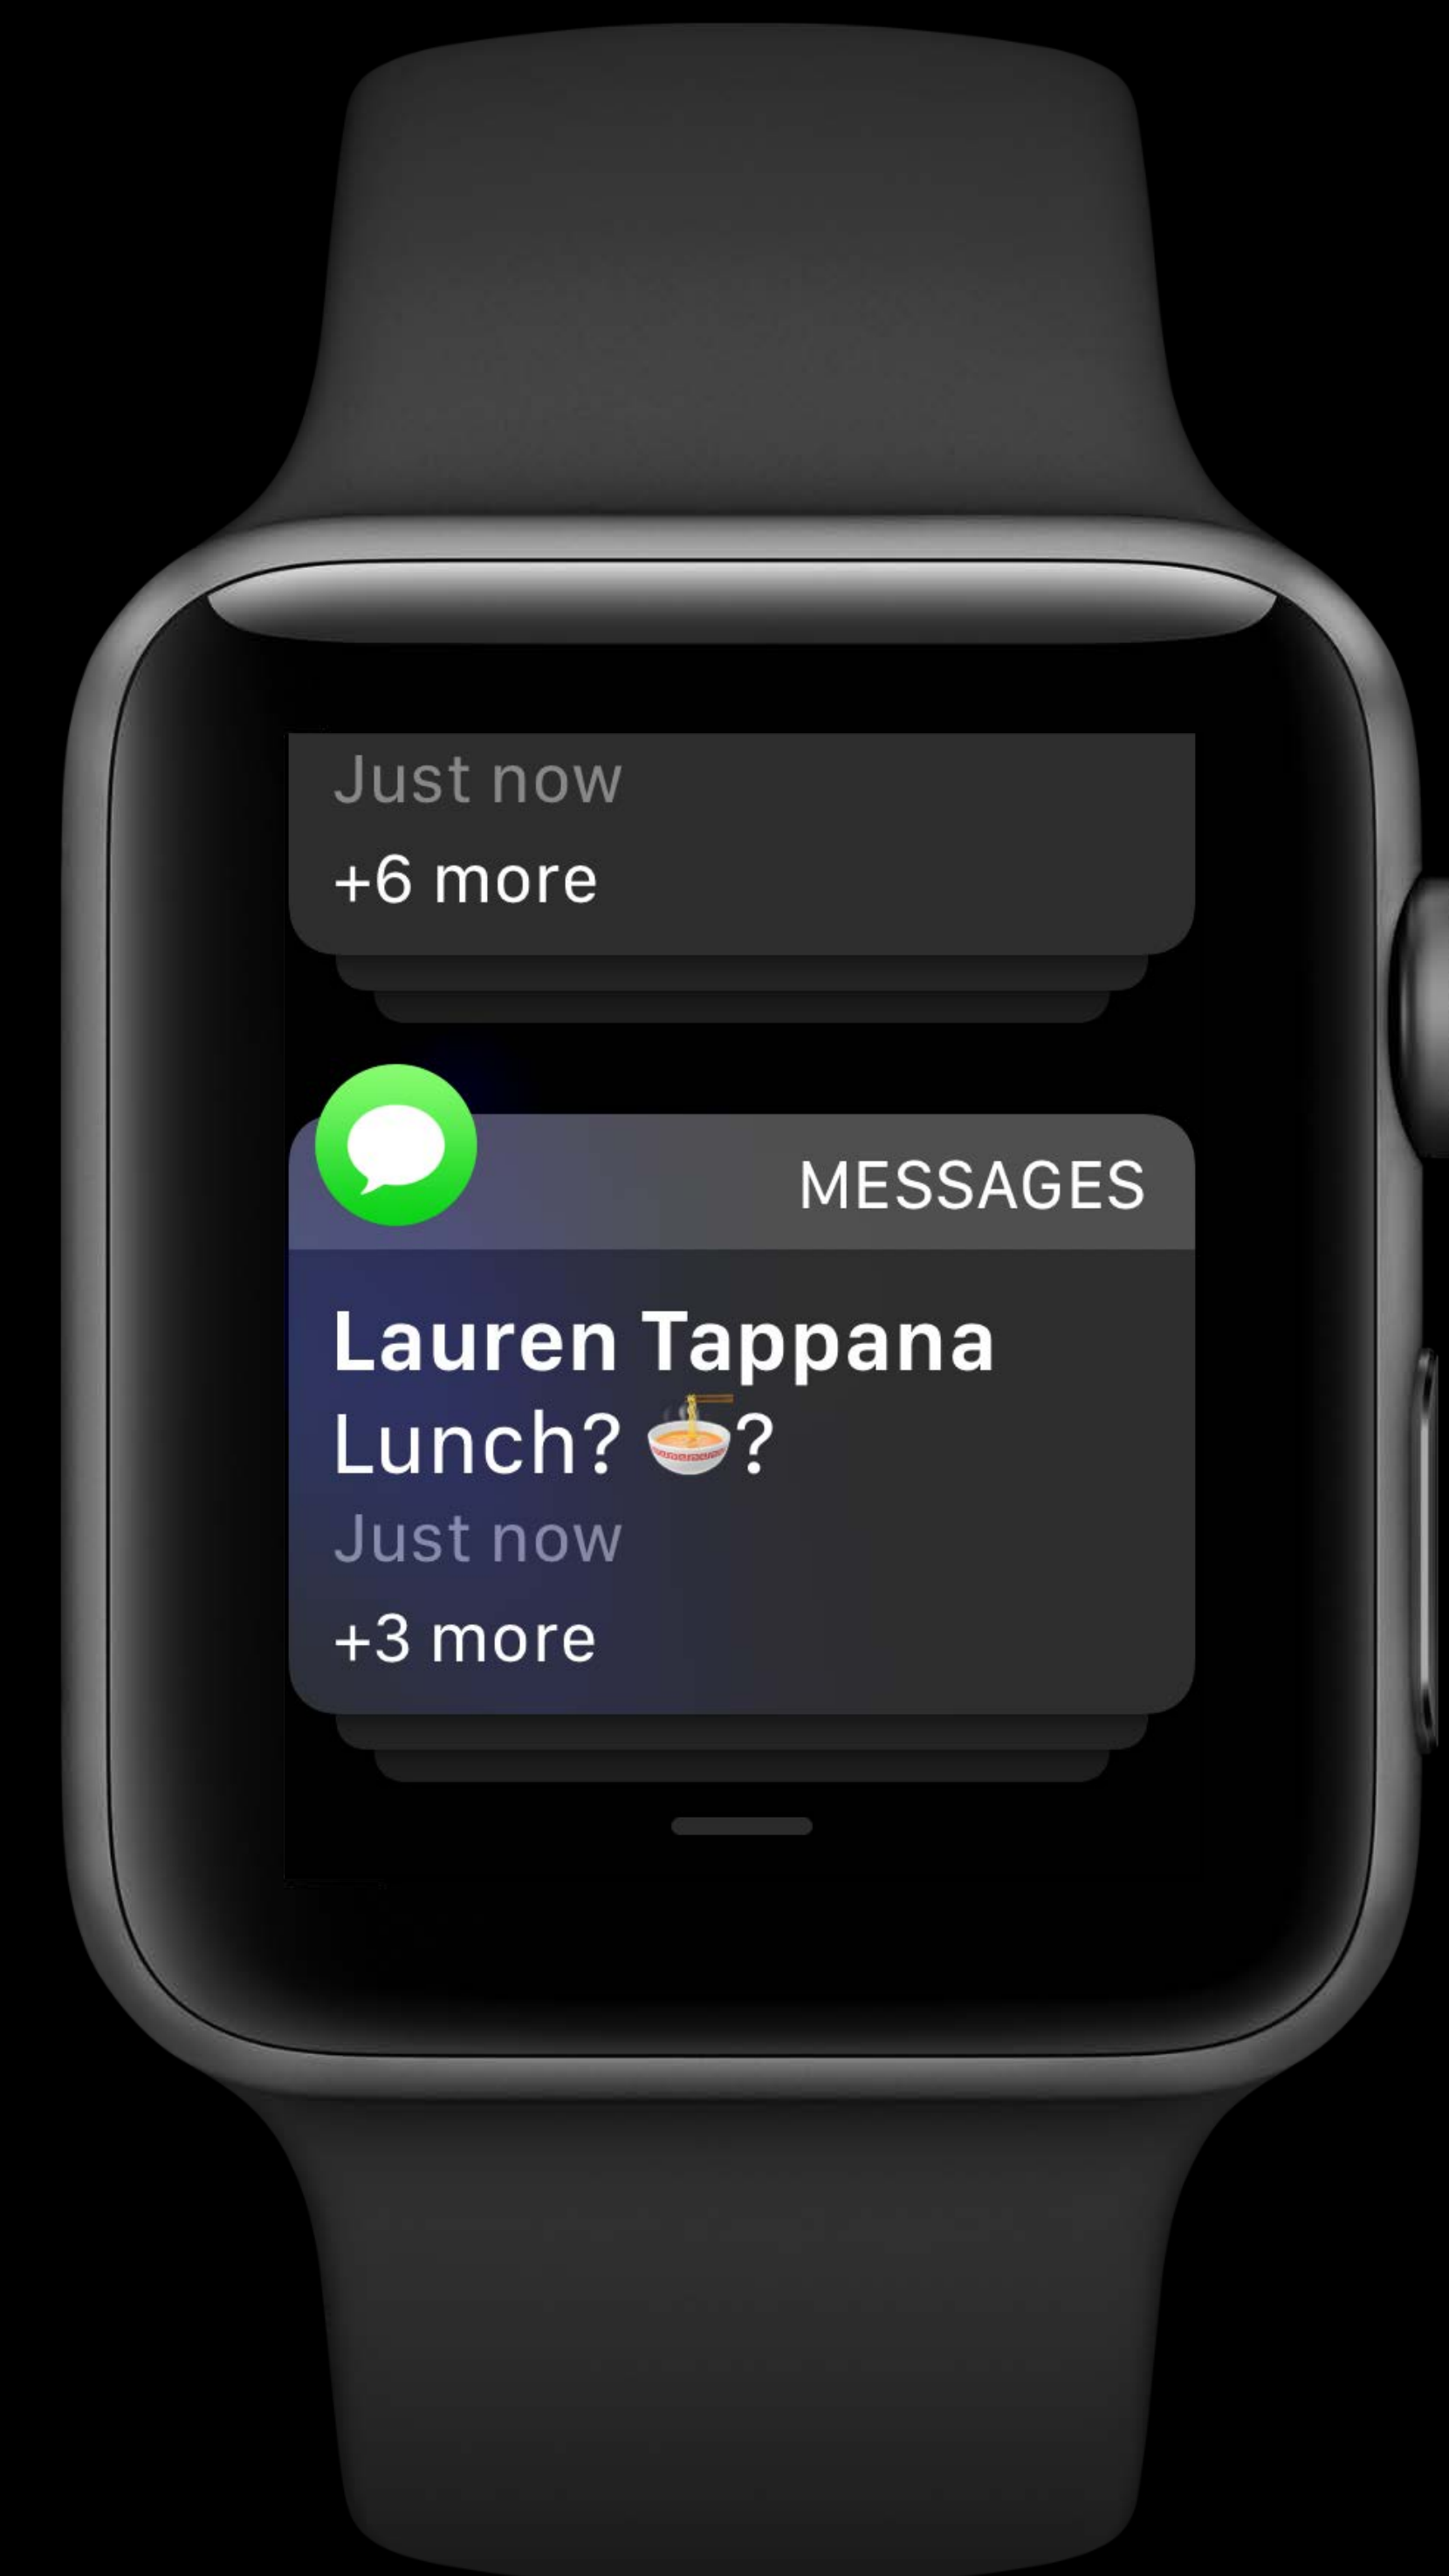 Just now
+6 more
MESSAGES
Lauren Tappana
Lunch? 🍜?
Just now
+3 more